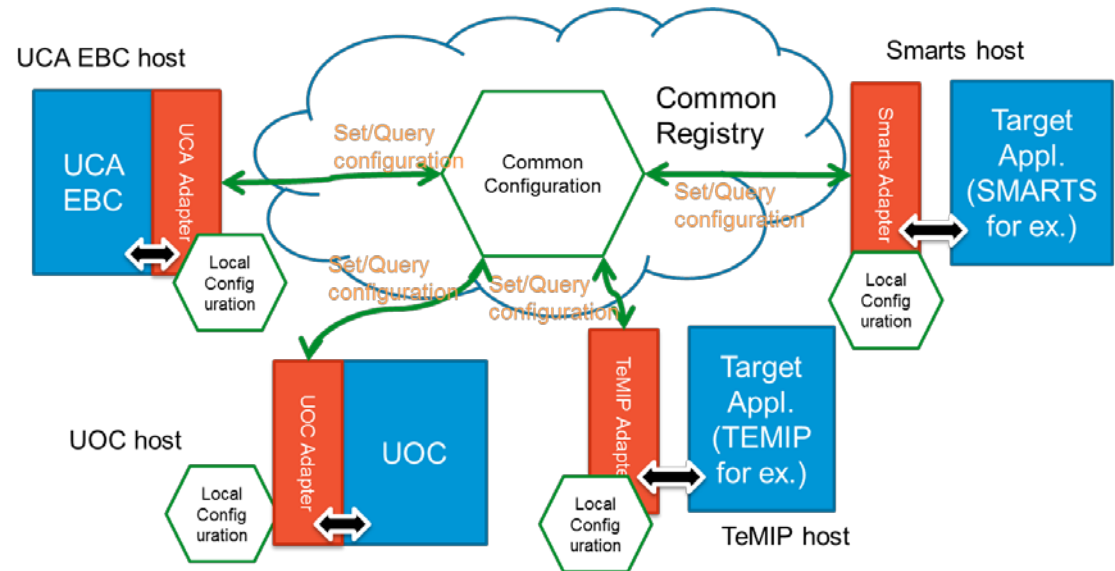 UCA EBC host
Smarts host
UCA
EBC
UCA Adapter
Local
Config
uration
Set/Query
configuration
Common
Configuration
Common
Registry
Set/Query
configuration
Smarts Adapter
Target
Appl.
(SMARTS
for ex.)
Local
Config
uration
Set/Query
configuration
Set/Query
configuration
UOC host
UOC Adapter
UOC
Local
Config
uration
TeMIP Adapter
Target
Appl.
(TEMIP
for ex.)
Local
Config
uration
TeMIP host